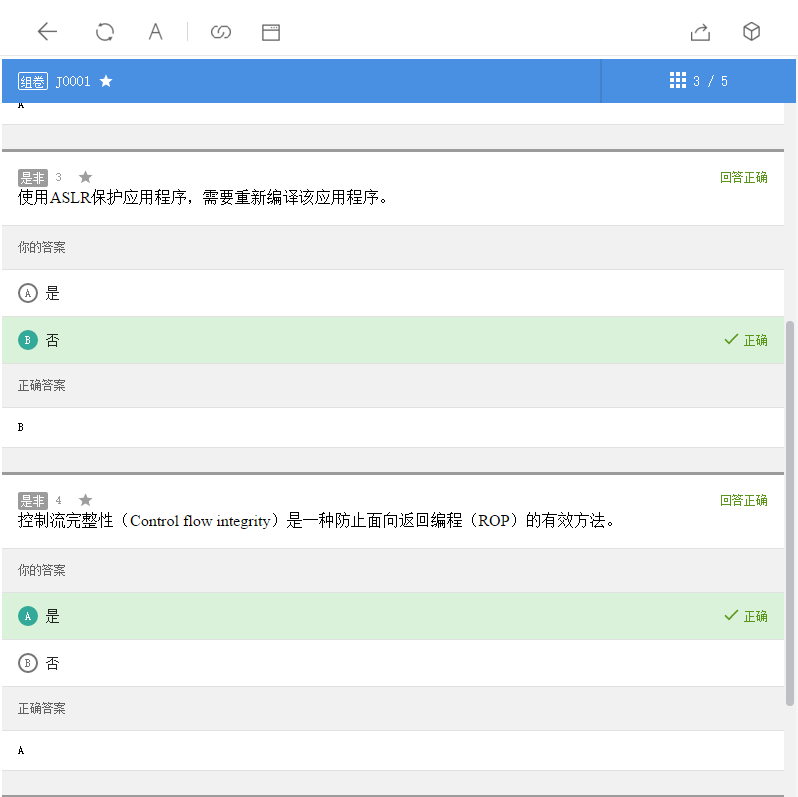 组卷 J0001 3 / 5
A
是非 3 回答正确
使用ASLR保护应用程序，需要重新编译该应用程序。
你的答案
A 是
B 否 正确
正确答案
B
是非 4 回答正确
控制流完整性（Control flow integrity）是一种防止面向返回编程（ROP）的有效方法。
你的答案
A 是 正确
B 否
正确答案
A